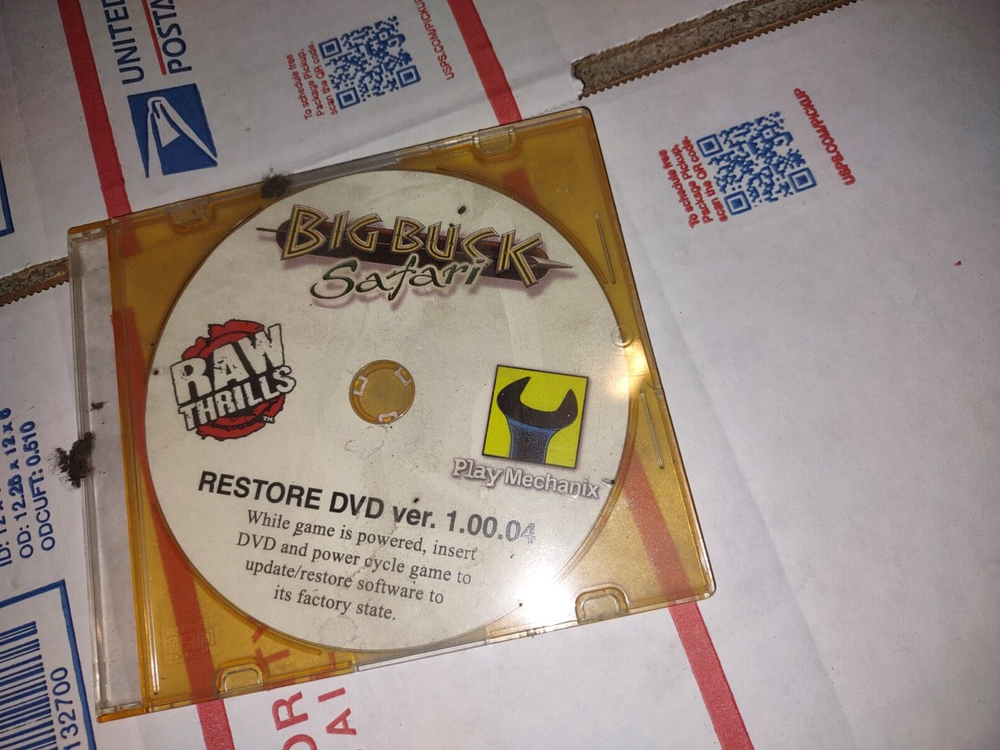 UNITED
POSTA
To schedule free
Package Pickup,
scan the QR code.
USPS.COM/PICKUP
To schedule free
Package Pickup,
scan the QR code.
USPS.COM/PICKUP
BIG BUCK
Safari
RAW
THRILLS
TM
Play Mechanix
RESTORE DVD ver. 1.00.04
While game is powered, insert
DVD and power cycle game to
update/restore software to
its factory state.
OD: 12.26 x 12 x 6
ODCUFT: 0.510
132700